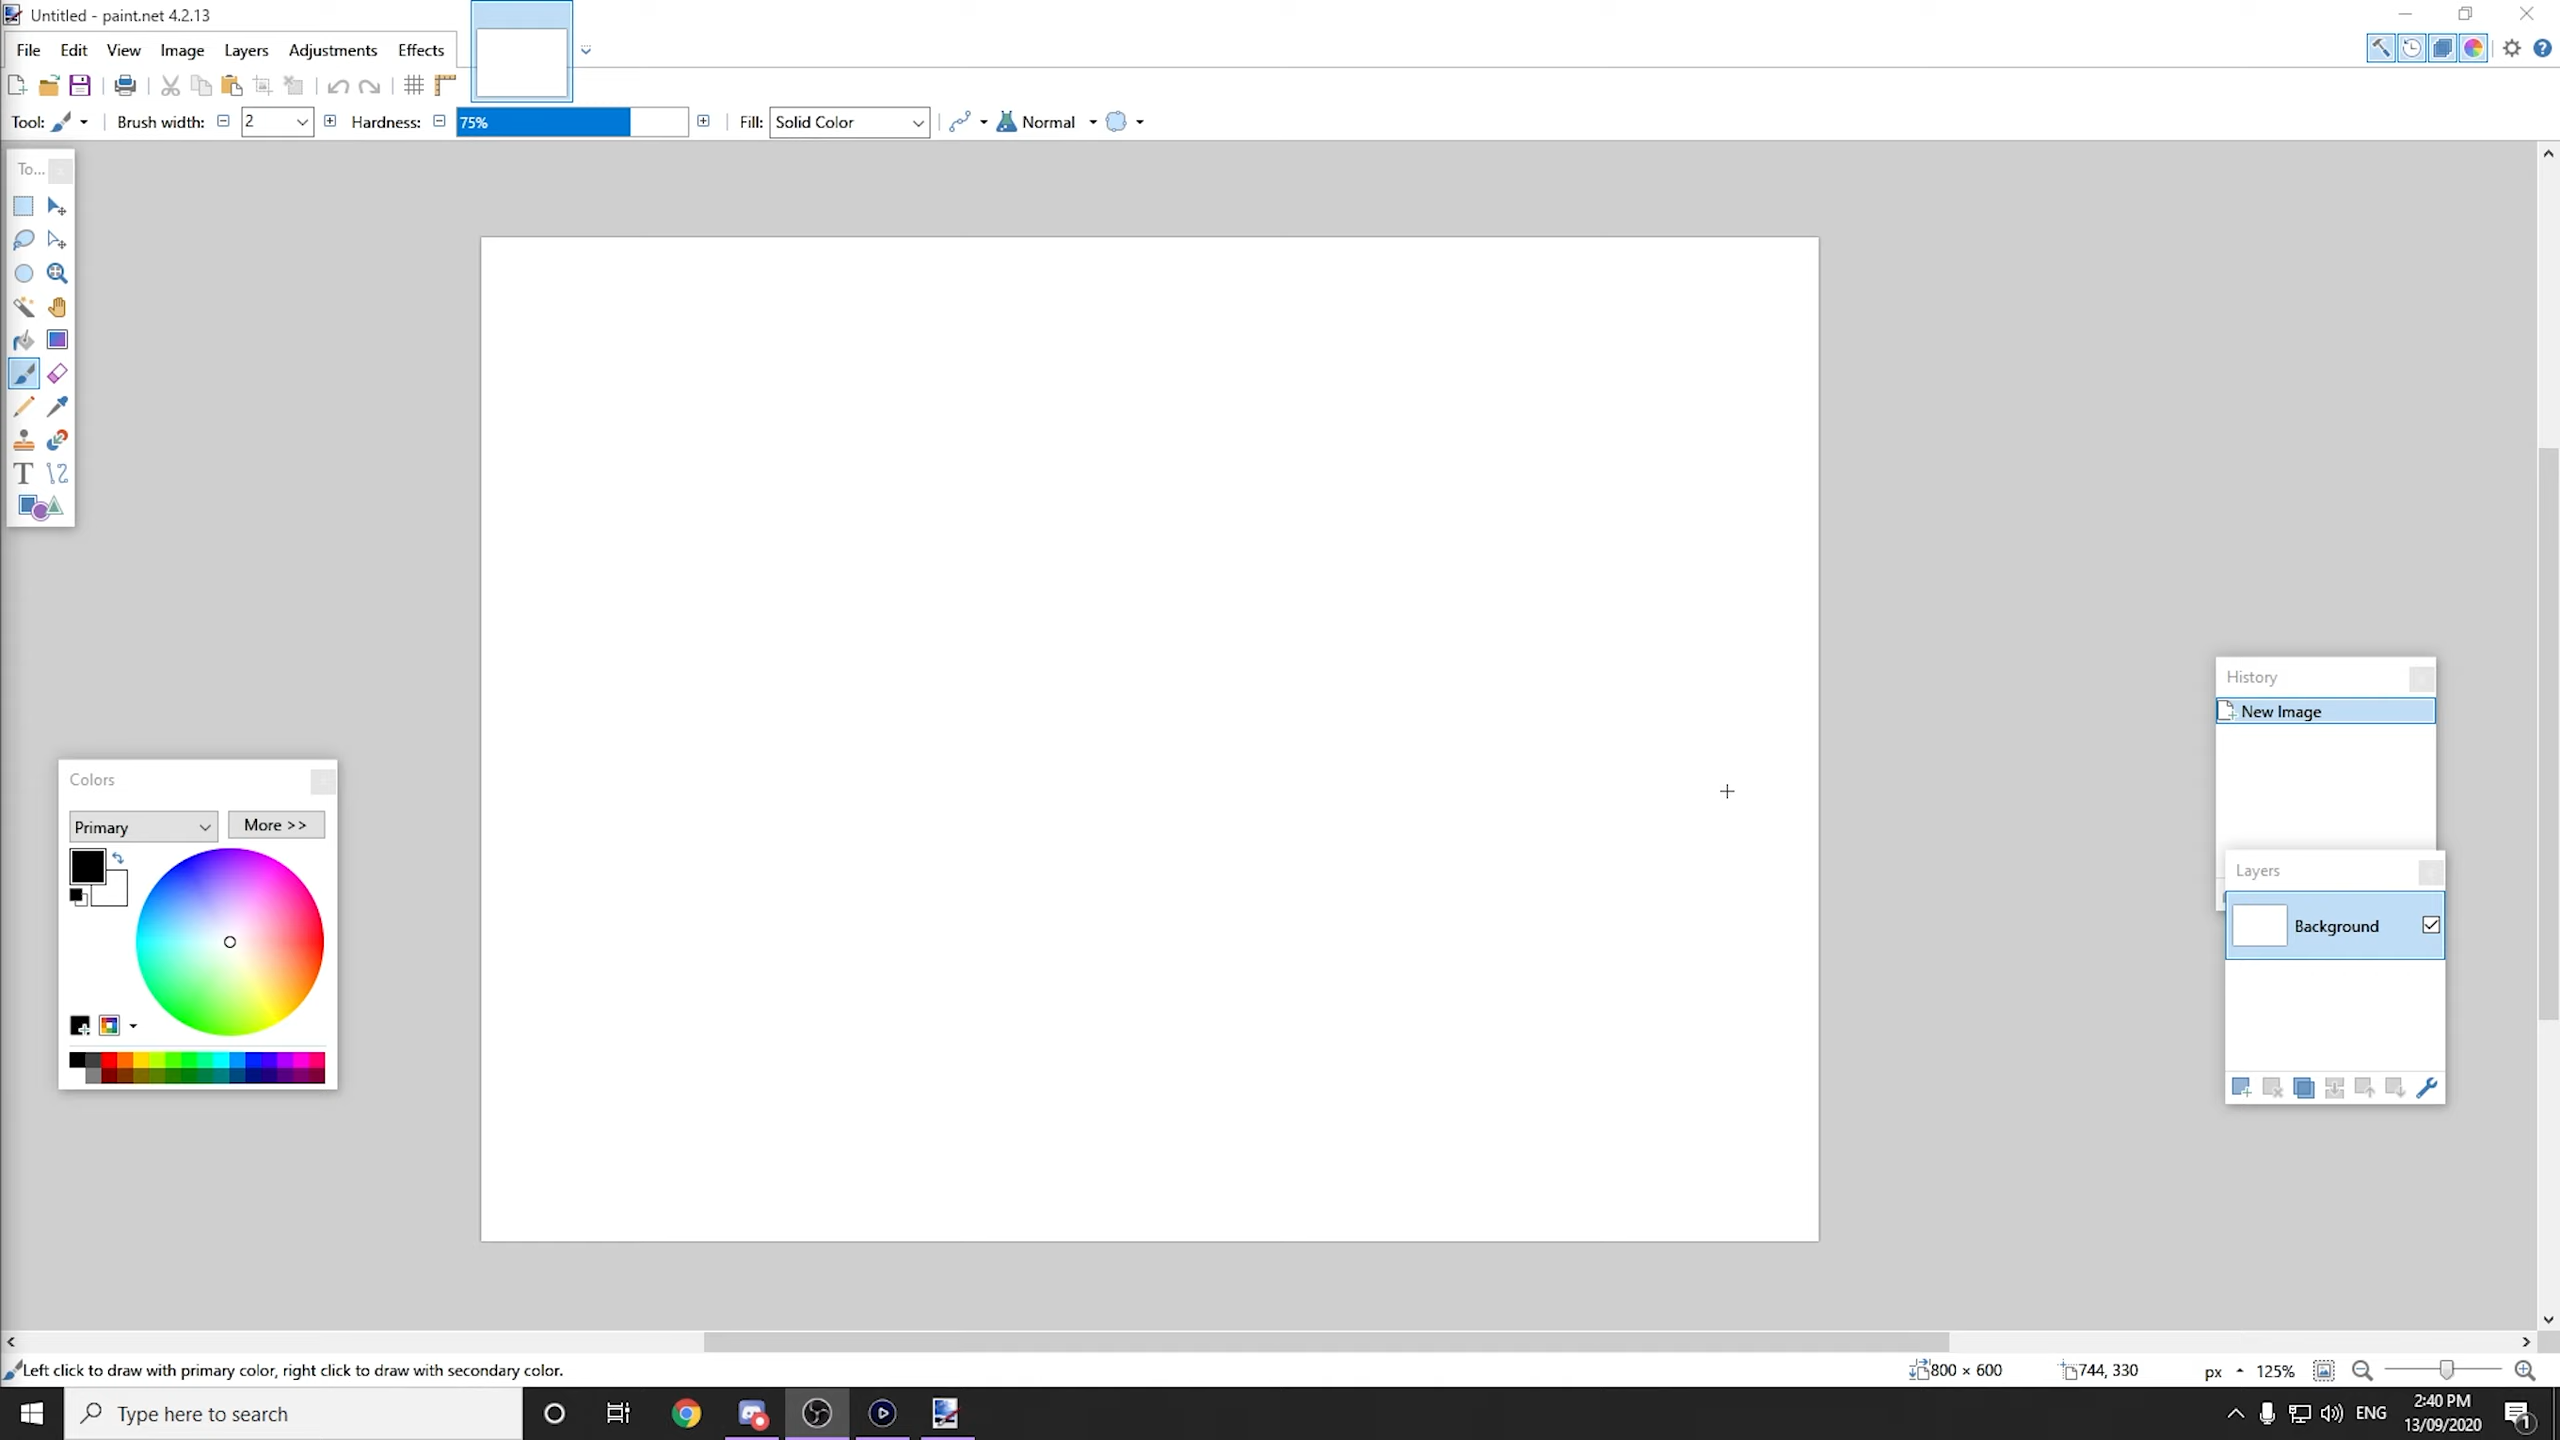 Untitled - paint.net 4.2.13
File Edit View Image Layers Adjustments Effects
Tool: Brush width: 2 Hardness: 75% Fill: Solid Color Normal
To...
History
New Image
Colors
Primary More >>
Layers
Background
Left click to draw with primary color, right click to draw with secondary color.
800 × 600 744, 330 px 125%
Type here to search
ENG
2:40 PM
13/09/2020
1